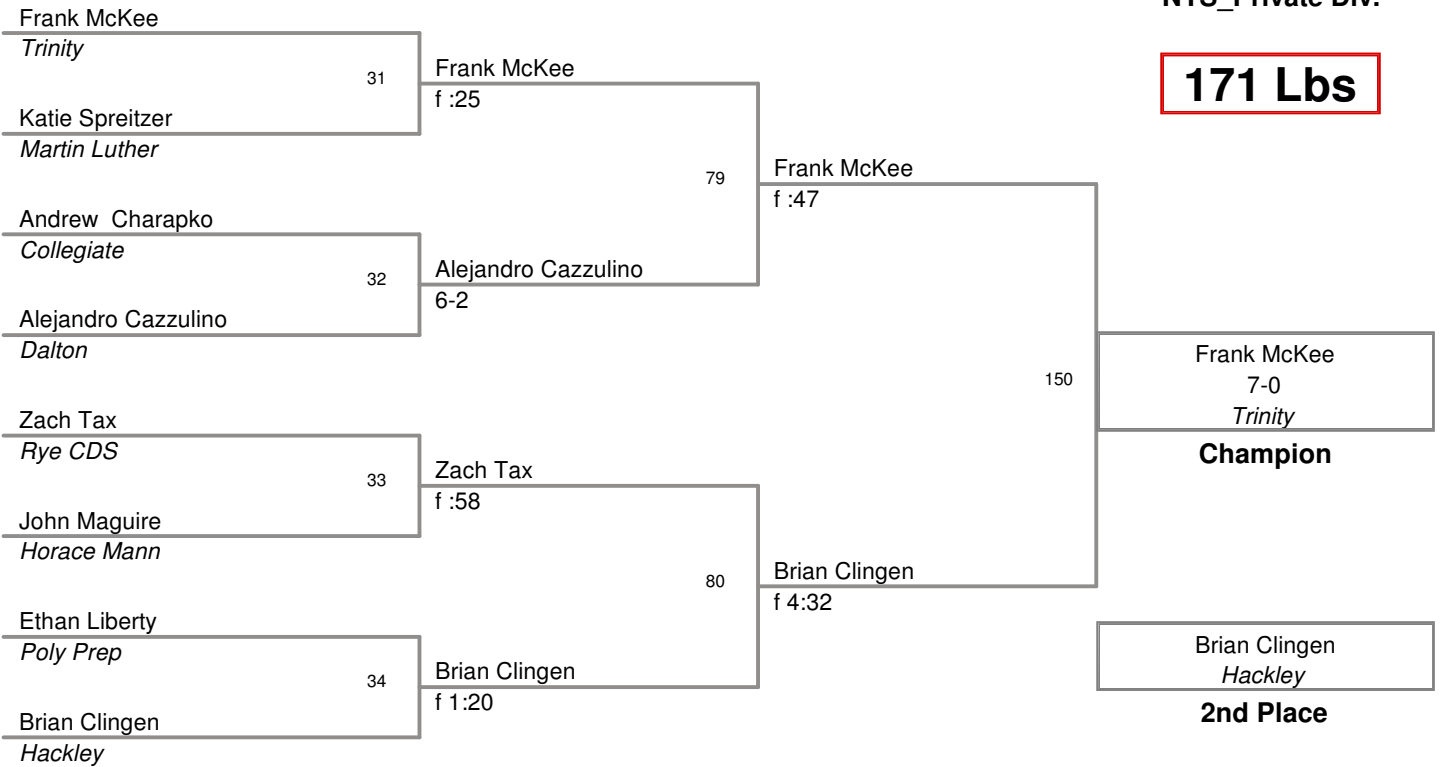 NYS_Private Div.
171 Lbs
Frank McKee
Trinity
31
Katie Spreitzer
Martin Luther
Frank McKee
f :25
Andrew  Charapko
Collegiate
32
Alejandro Cazzulino
Dalton
Alejandro Cazzulino
6-2
79
Frank McKee
f :47
Zach Tax
Rye CDS
33
John Maguire
Horace Mann
Zach Tax
f :58
Ethan Liberty
Poly Prep
34
Brian Clingen
Hackley
Brian Clingen
f 1:20
80
Brian Clingen
f 4:32
150
Frank McKee
7-0
Trinity
Champion
Brian Clingen
Hackley
2nd Place